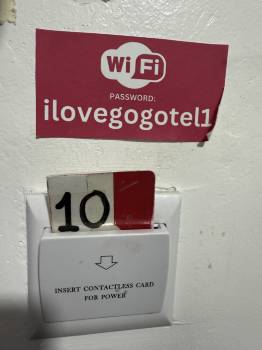 WiFi
PASSWORD:
ilovegogotel1
10
INSERT CONTACTLESS CARD
FOR POWER